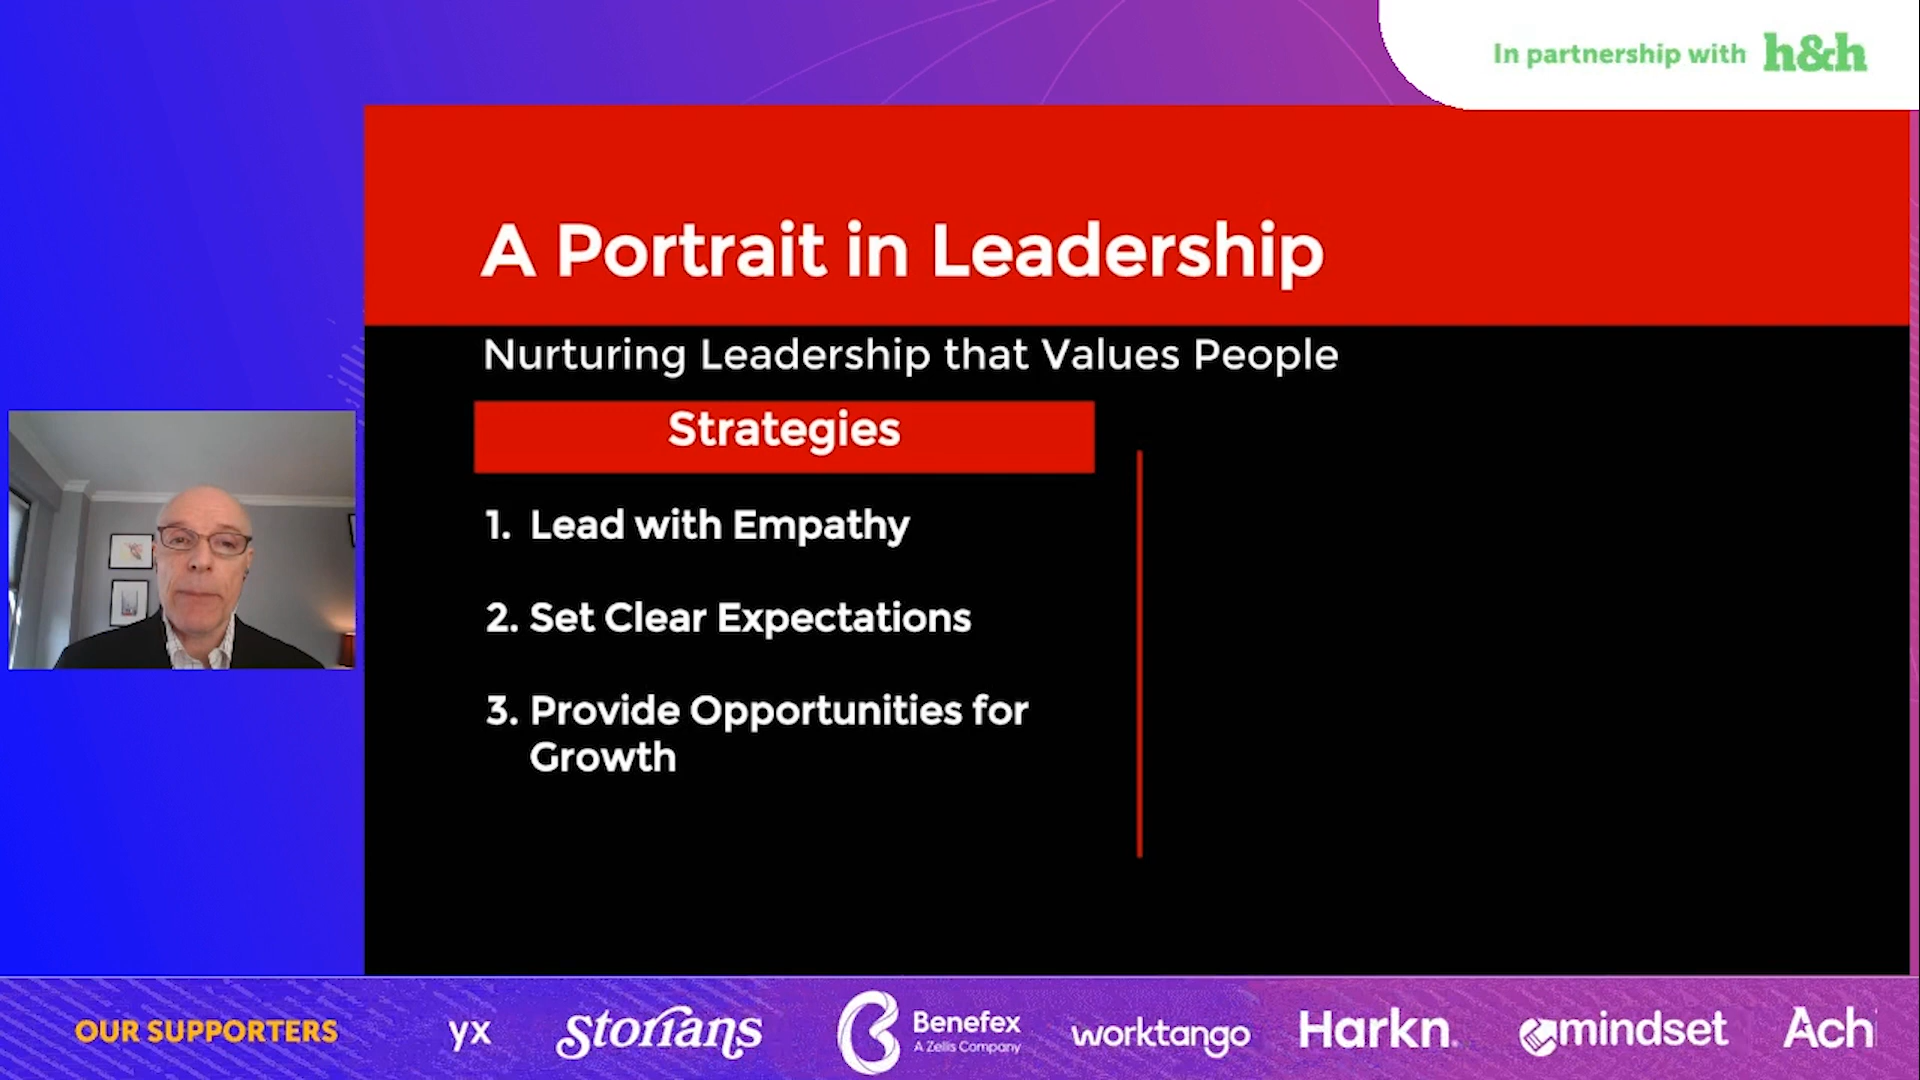 In partnership with h&h
A Portrait in Leadership
Nurturing Leadership that Values People
Strategies
1. Lead with Empathy
2. Set Clear Expectations
3. Provide Opportunities for
Growth
OUR SUPPORTERS
yx
Storians
Benefex
A Zellis Company
worktango
Harkn.
mindset
Ach